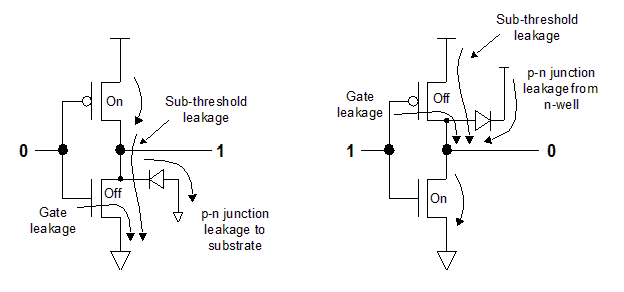 On
Sub-threshold
leakage
0
1
Off
Gate
leakage
p-n junction
leakage to
substrate
Sub-threshold
leakage
p-n junction
leakage from
n-well
Gate
leakage
Off
1
0
On